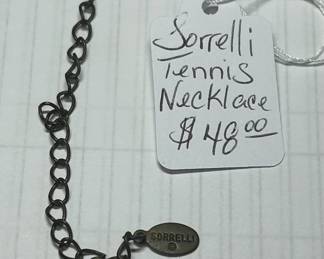 Sorrelli
Tennis
Necklace
$48.00
SORRELLI